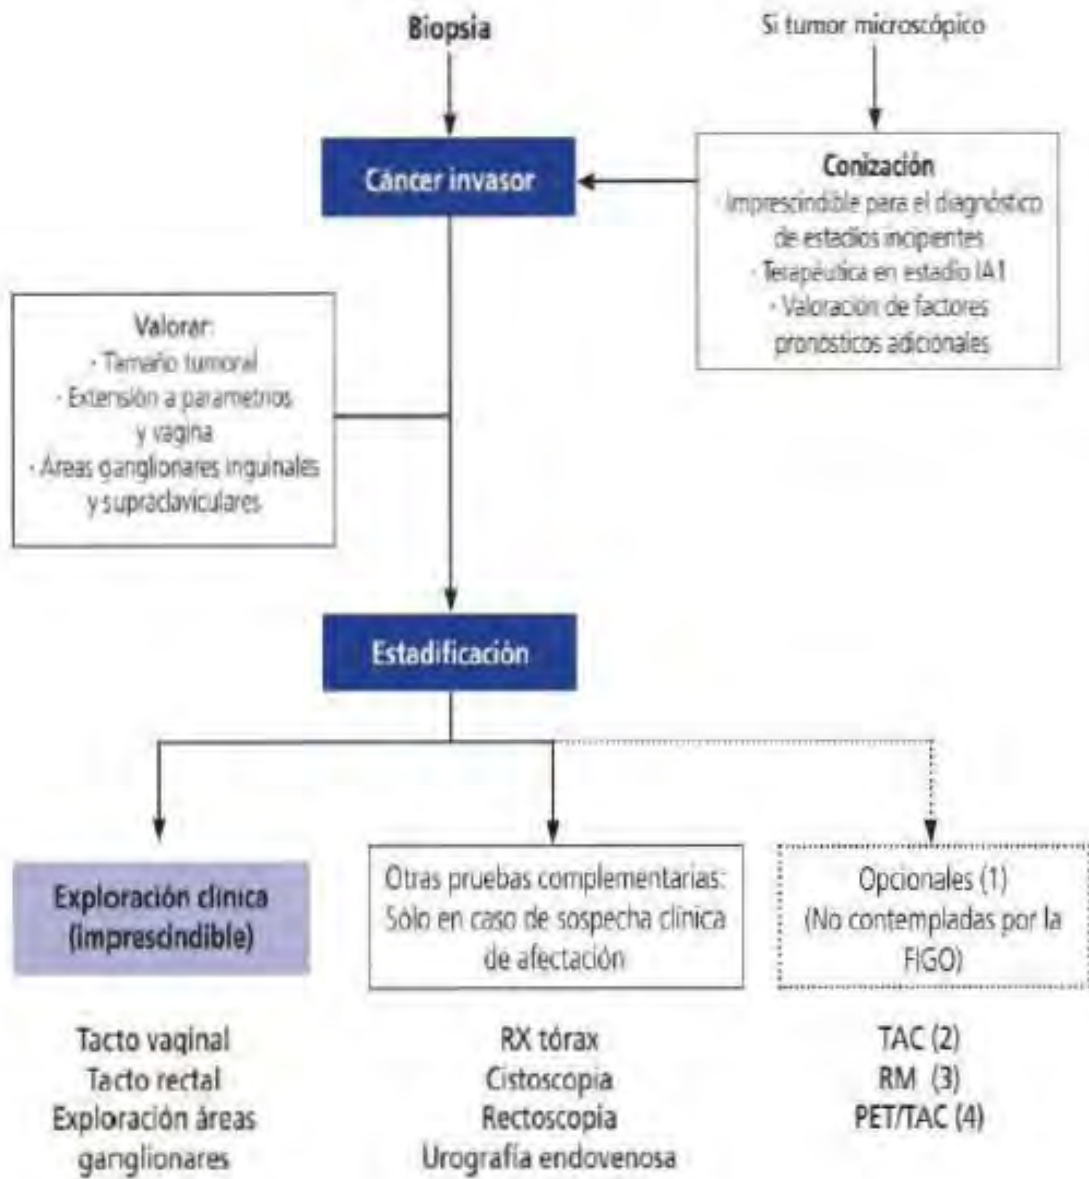 Biopsia
Si tumor microscópico
Cáncer invasor
Conización
· Imprescindible para el diagnóstico
de estadios incipientes
· Terapéutica en estadio IA1
· Valoración de factores
pronósticos adicionales
Valorar:
· Tamaño tumoral
· Extensión a parametrios
y vagina
· Áreas ganglionares inguinales
y supraclaviculares
Estadificación
Exploración clínica
(imprescindible)
Otras pruebas complementarias:
Sólo en caso de sospecha clínica
de afectación
Opcionales (1)
(No contempladas por la
FIGO)
Tacto vaginal
Tacto rectal
Exploración áreas
ganglionares
RX tórax
Cistoscopia
Rectoscopia
Urografía endovenosa
TAC (2)
RM (3)
PET/TAC (4)